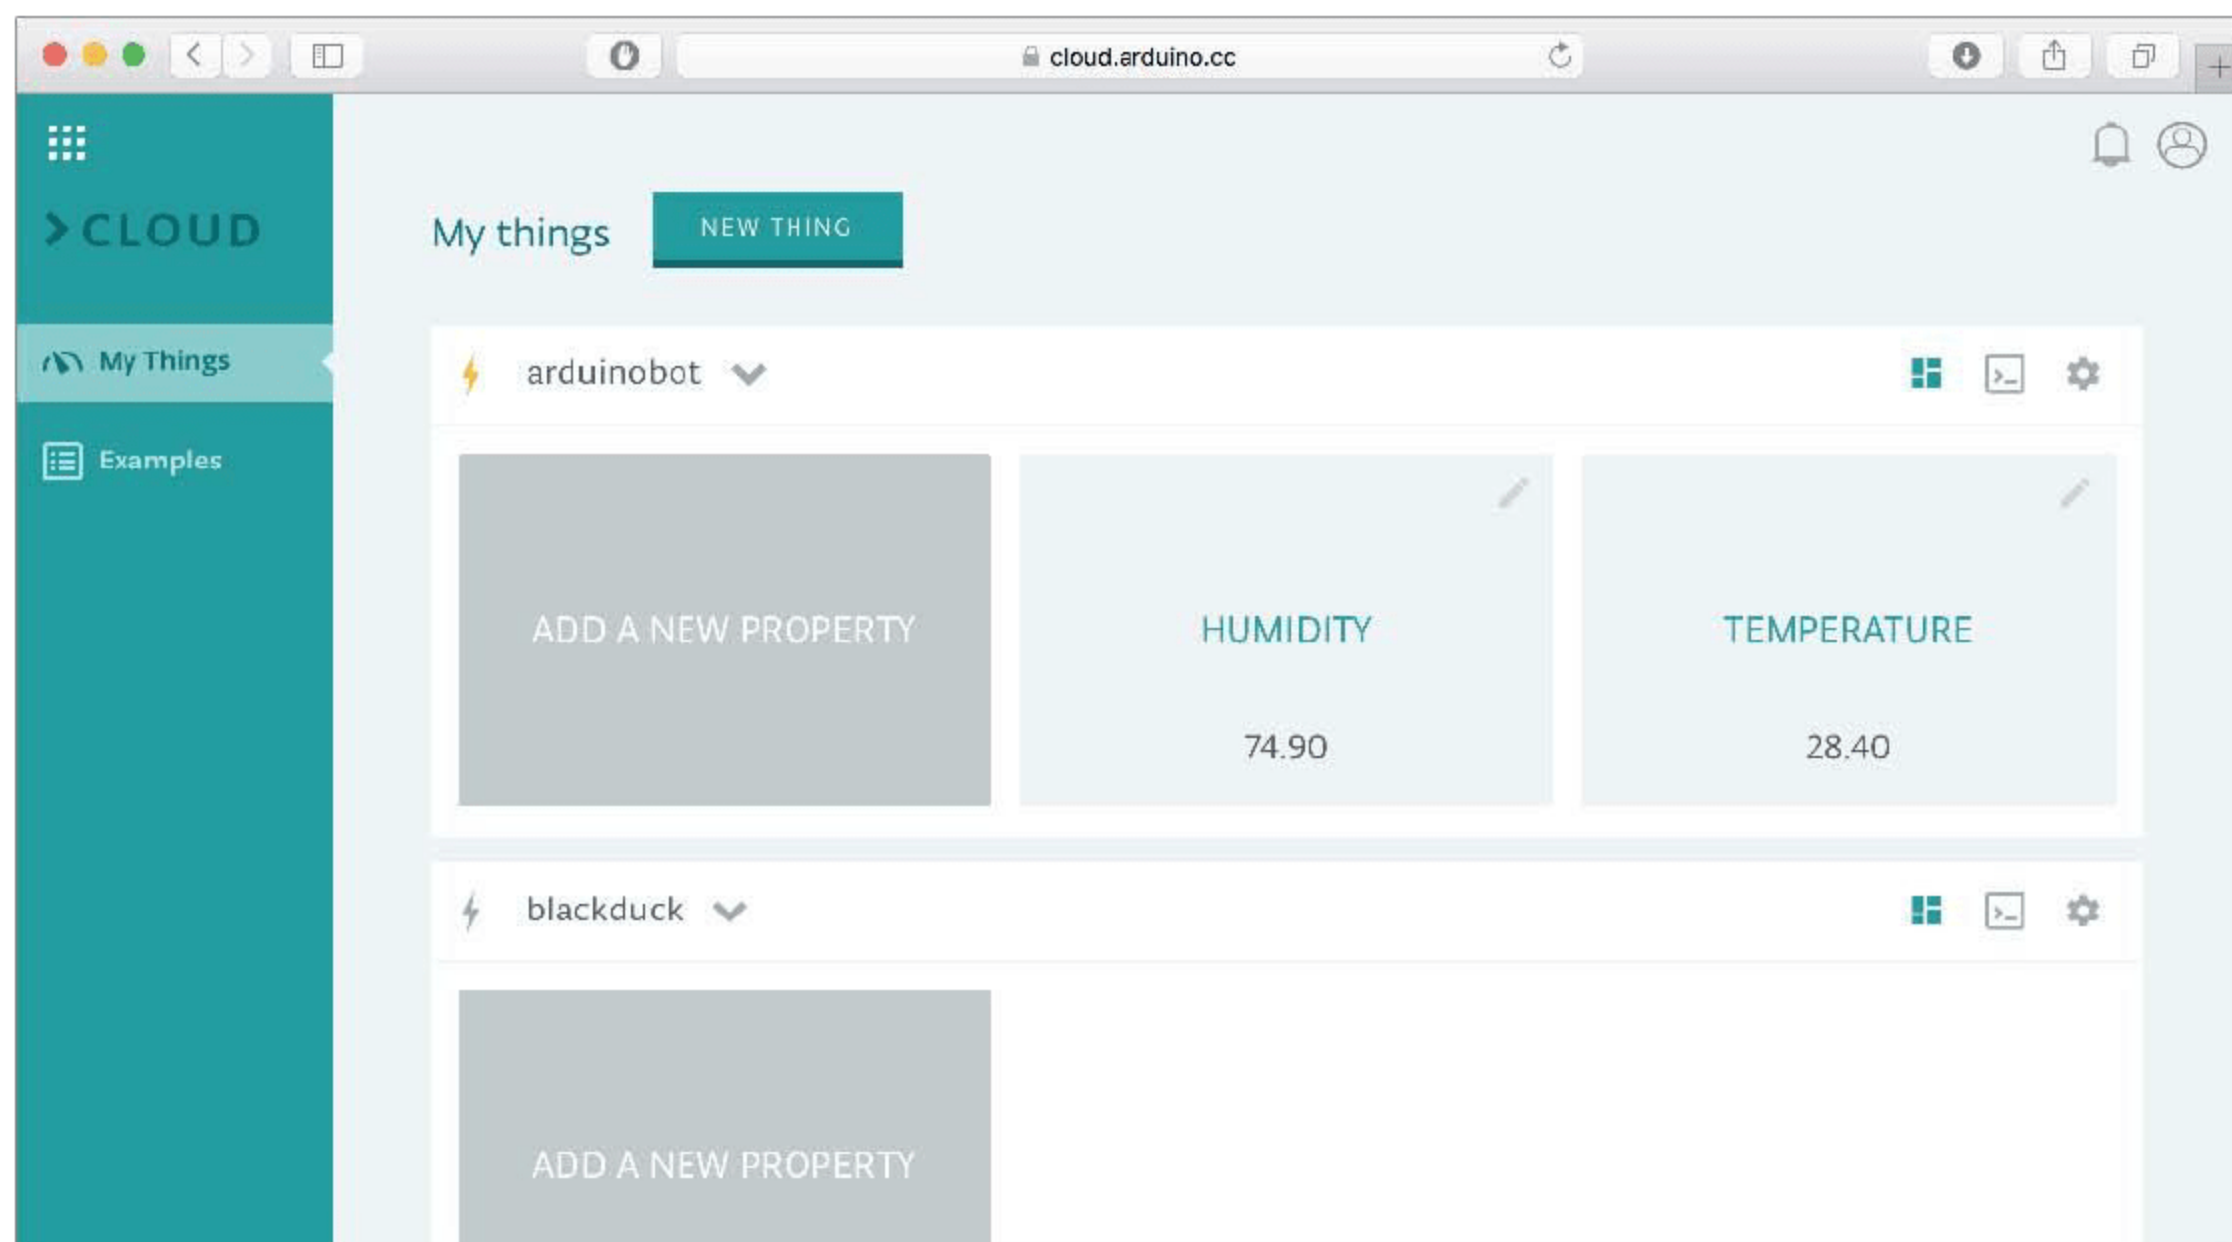 cloud.arduino.cc
CLOUD
My things
NEW THING
My Things
Examples
arduinobot
ADD A NEW PROPERTY
HUMIDITY
TEMPERATURE
74.90
28.40
blackduck
ADD A NEW PROPERTY